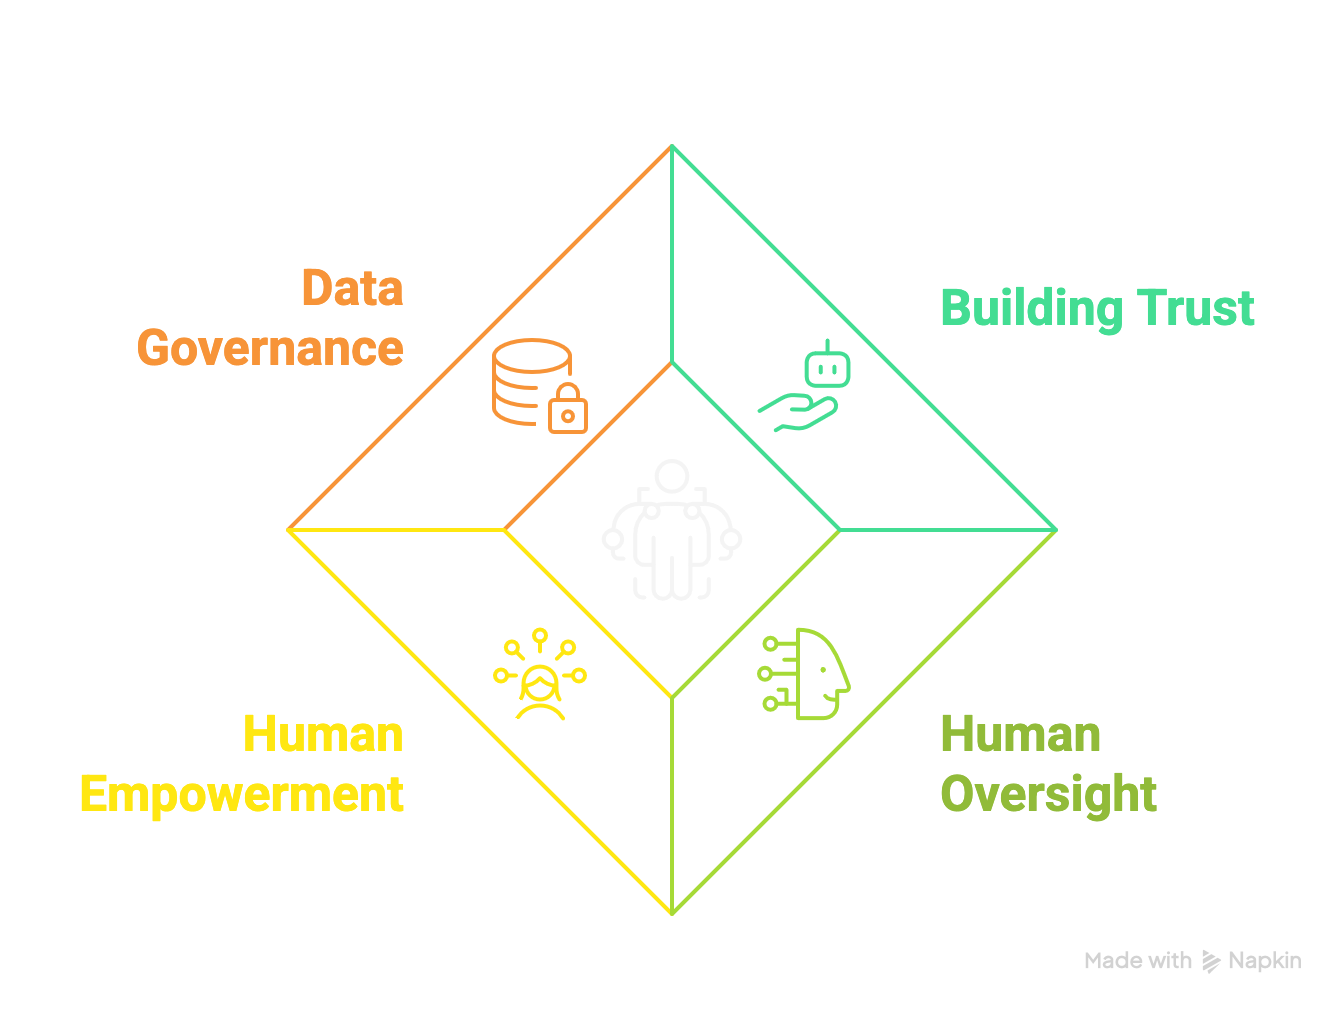 Data
Governance
Building Trust
Human
Empowerment
Human
Oversight
Made with Napkin